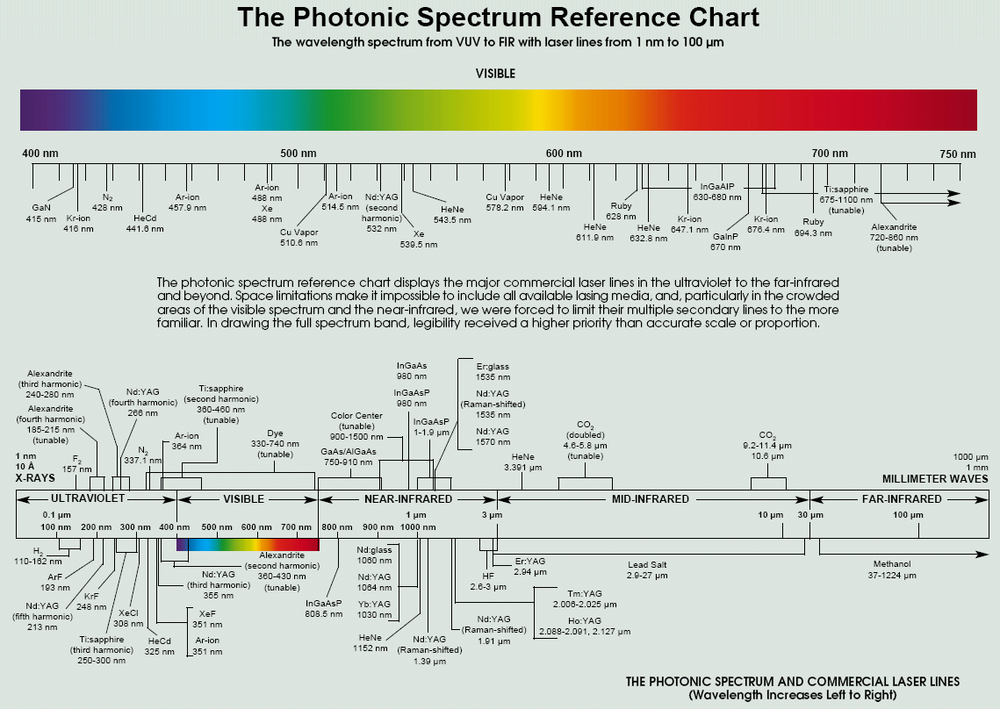 The Photonic Spectrum Reference Chart
The wavelength spectrum from VUV to FIR with laser lines from 1 nm to 100 µm
VISIBLE
400 nm
500 nm
600 nm
700 nm
750 nm
GaN
415 nm
Kr-ion
416 nm
N2
428 nm
HeCd
441.6 nm
Ar-ion
457.9 nm
Ar-ion
488 nm
Xe
488 nm
Cu Vapor
510.6 nm
Ar-ion
514.5 nm
Nd:YAG
(second
harmonic)
532 nm
Xe
539.5 nm
HeNe
543.5 nm
Cu Vapor
578.2 nm
HeNe
594.1 nm
HeNe
611.9 nm
Ruby
628 nm
HeNe
632.8 nm
InGaAlP
630-680 nm
Kr-ion
647.1 nm
GaInP
670 nm
Kr-ion
676.4 nm
Ruby
694.3 nm
Ti:sapphire
675-1100 nm
(tunable)
Alexandrite
720-860 nm
(tunable)
The photonic spectrum reference chart displays the major commercial laser lines in the ultraviolet to the far-infrared
and beyond. Space limitations make it impossible to include all available lasing media, and, particularly in the crowded
areas of the visible spectrum and the near-infrared, we were forced to limit their multiple secondary lines to the more
familiar. In drawing the full spectrum band, legibility received a higher priority than accurate scale or proportion.
Alexandrite
(third harmonic)
240-280 nm
Alexandrite
(fourth harmonic)
185-215 nm
(tunable)
Nd:YAG
(fourth harmonic)
266 nm
Ti:sapphire
(second harmonic)
360-460 nm
(tunable)
Ar-ion
364 nm
N2
337.1 nm
F2
157 nm
Dye
330-740 nm
(tunable)
Color Center
(tunable)
900-1500 nm
GaAs/AlGaAs
750-910 nm
InGaAs
980 nm
InGaAsP
980 nm
InGaAsP
1-1.9 µm
Er:glass
1535 nm
Nd:YAG
(Raman-shifted)
1535 nm
Nd:YAG
1570 nm
HeNe
3.391 µm
CO2
(doubled)
4.6-5.8 µm
(tunable)
CO2
9.2-11.4 µm
10.6 µm
1 nm
10 Å
X-RAYS
1000 µm
1 mm
MILLIMETER WAVES
ULTRAVIOLET
VISIBLE
NEAR-INFRARED
MID-INFRARED
FAR-INFRARED
0.1 µm
100 nm
200 nm
300 nm
400 nm
500 nm
600 nm
700 nm
800 nm
900 nm
1 µm
1000 nm
3 µm
10 µm
30 µm
100 µm
H2
110-162 nm
ArF
193 nm
Nd:YAG
(fifth harmonic)
213 nm
KrF
248 nm
Ti:sapphire
(third harmonic)
250-300 nm
XeCl
308 nm
HeCd
325 nm
XeF
351 nm
Ar-ion
351 nm
Nd:YAG
(third harmonic)
355 nm
Alexandrite
(second harmonic)
360-430 nm
(tunable)
InGaAsP
808.5 nm
Nd:glass
1060 nm
Nd:YAG
1064 nm
Yb:YAG
1030 nm
HeNe
1152 nm
Nd:YAG
(Raman-shifted)
1.39 µm
Nd:YAG
(Raman-shifted)
1.91 µm
HF
2.6-3 µm
Er:YAG
2.94 µm
Tm:YAG
2.006-2.025 µm
Ho:YAG
2.088-2.091, 2.127 µm
Lead Salt
2.9-27 µm
Methanol
37-1224 µm
THE PHOTONIC SPECTRUM AND COMMERCIAL LASER LINES
(Wavelength Increases Left to Right)